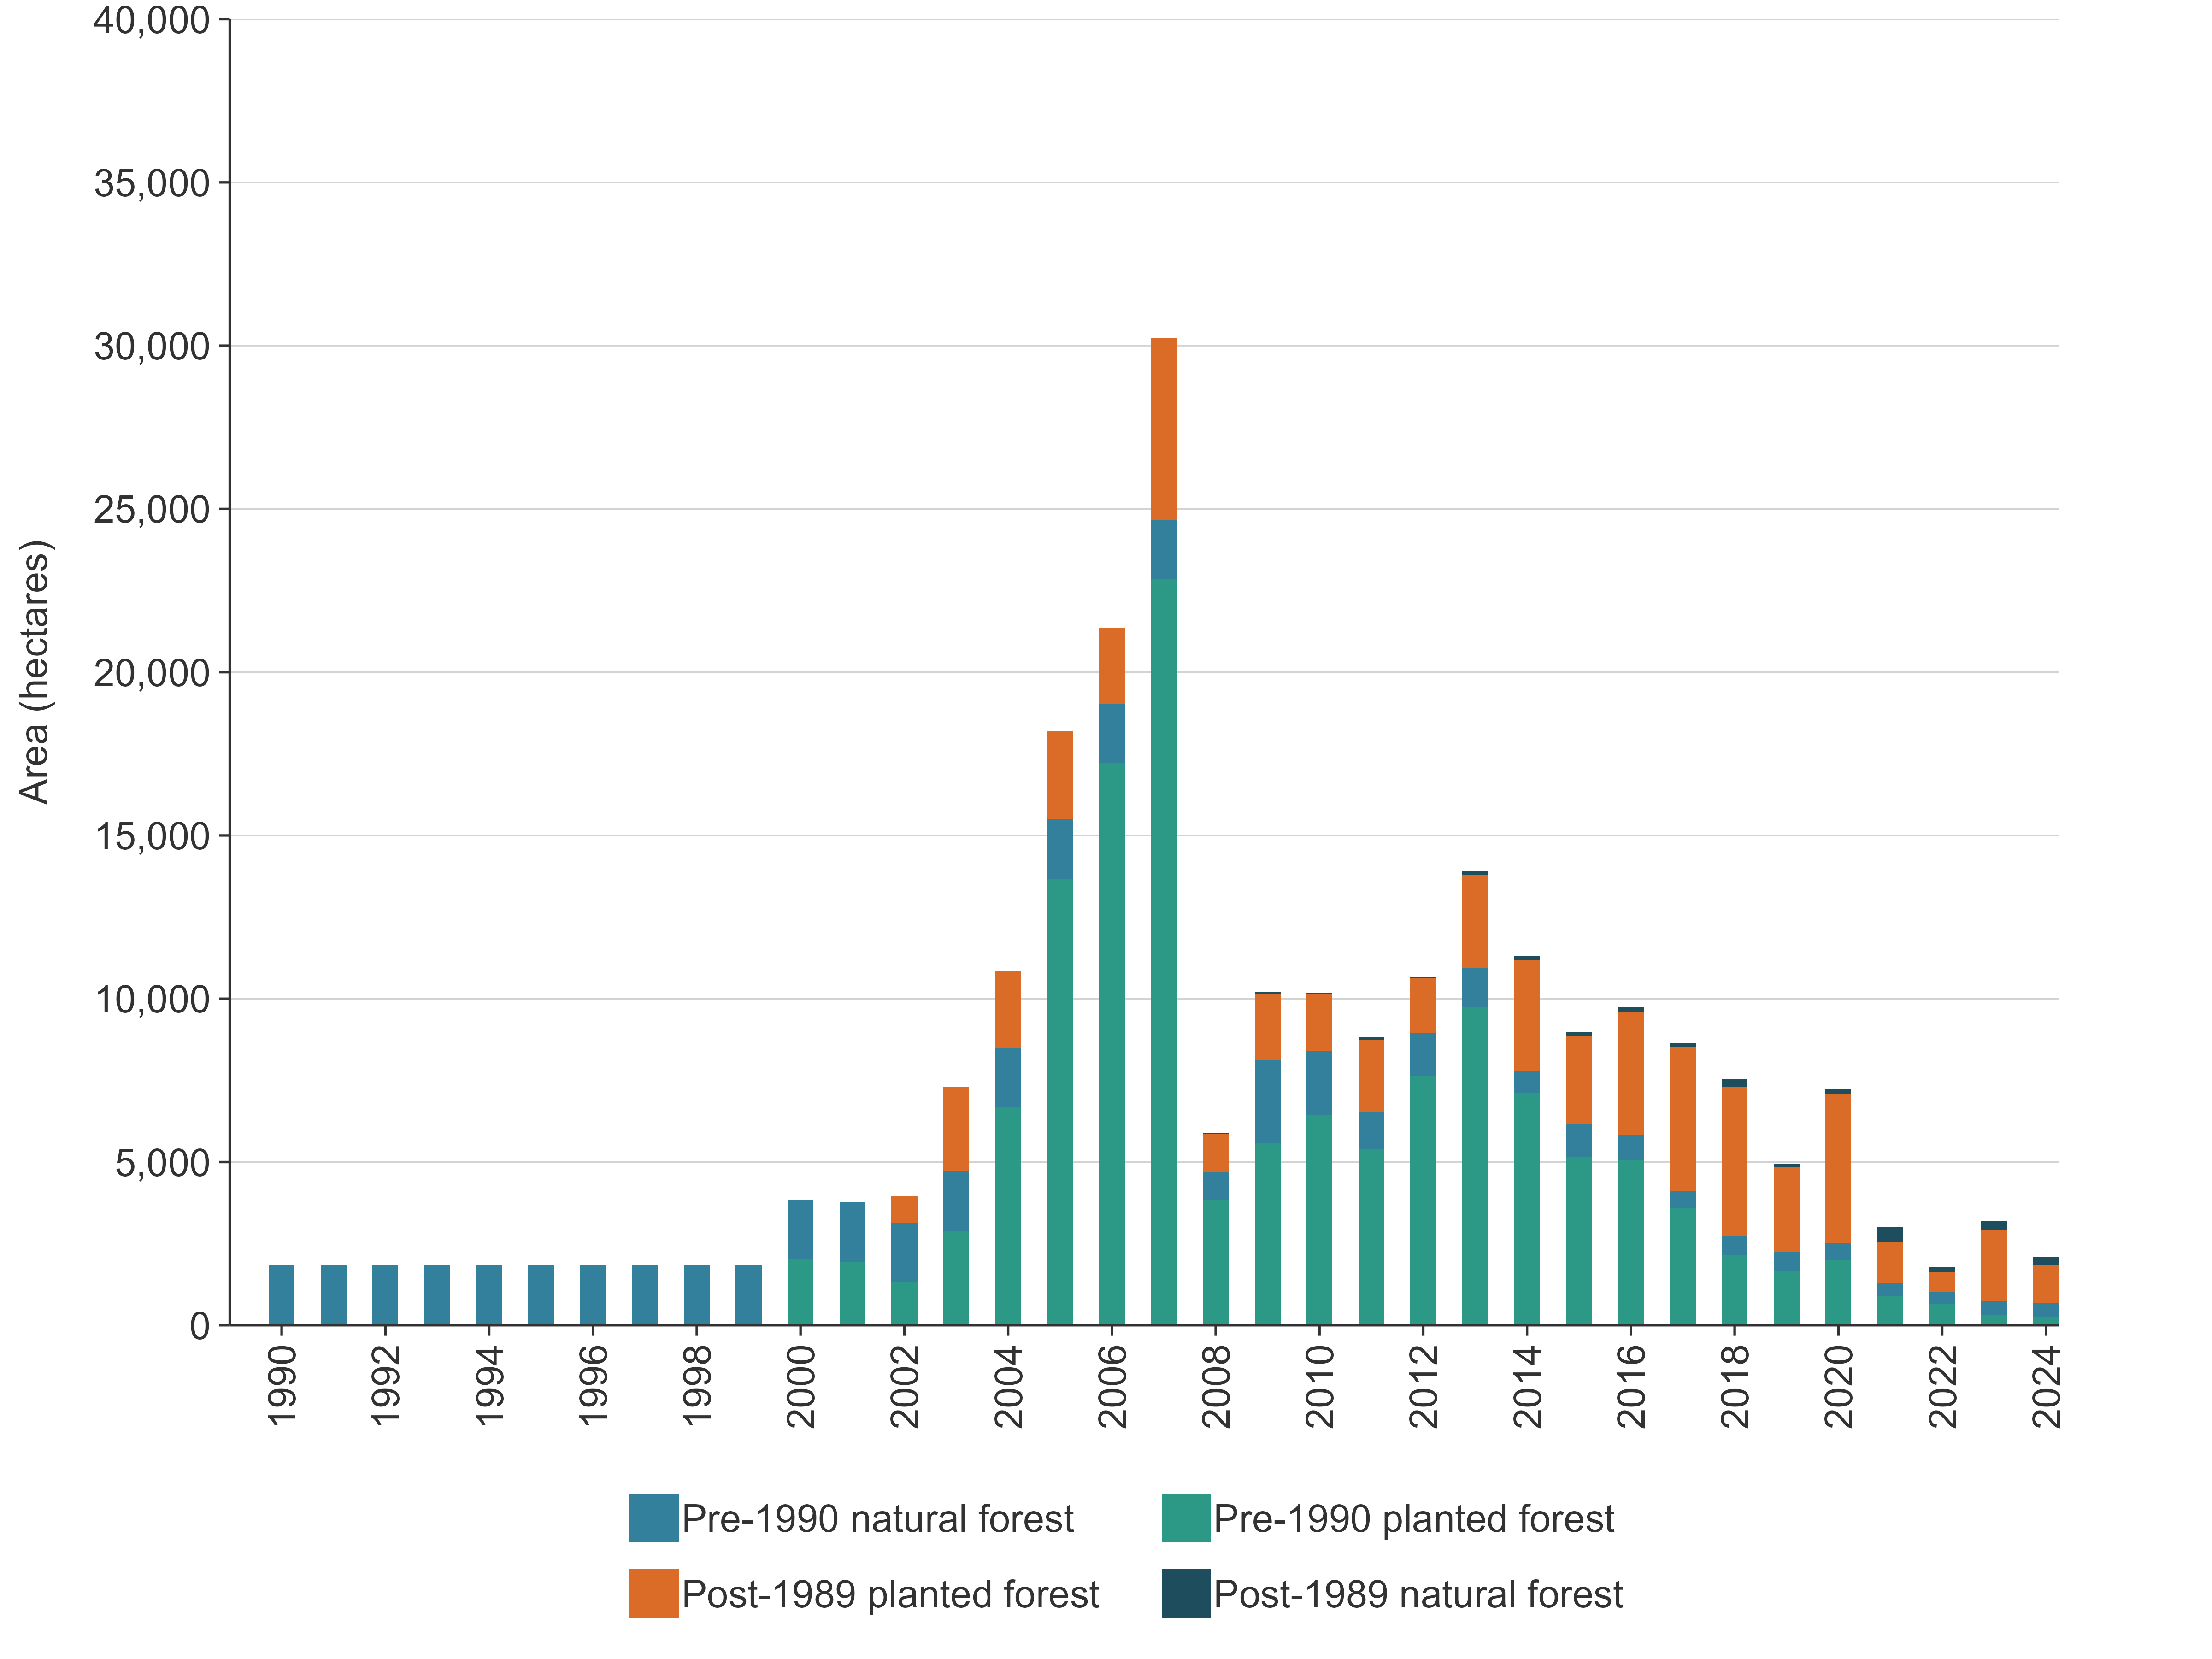 40,000
35,000
30,000
25,000
20,000
15,000
10,000
5,000
0
Area (hectares)
1990 1992 1994 1996 1998 2000 2002 2004 2006 2008 2010 2012 2014 2016 2018 2020 2022 2024
Pre-1990 natural forest Pre-1990 planted forest
Post-1989 planted forest Post-1989 natural forest